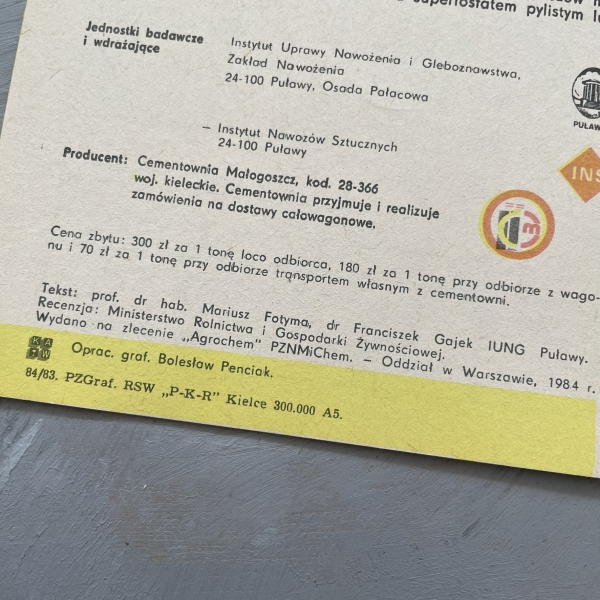 superfosfatem pylistym
Jednostki badawcze
i wdrażające
Instytut Uprawy Nawożenia i Gleboznawstwa,
Zakład Nawożenia
24-100 Puławy, Osada Pałacowa
PUŁAW
— Instytut Nawozów Sztucznych
24-100 Puławy
INS
Producent: Cementownia Małogoszcz, kod. 28-366
woj. kieleckie. Cementownia przyjmuje i realizuje
zamówienia na dostawy całowagonowe.
Cena zbytu: 300 zł za 1 tonę loco odbiorca, 180 zł za 1 tonę przy odbiorze z wago-
nu i 70 zł za 1 tonę przy odbiorze transportem własnym z cementowni.
Tekst: prof. dr hab. Mariusz Fotyma, dr Franciszek Gajek IUNG Puławy.
Recenzja: Ministerstwo Rolnictwa i Gospodarki Żywnościowej.
Wydano na zlecenie „Agrochem” PZNMiChem. — Oddział w Warszawie, 1984 r.
KA
TW
Oprac. graf. Bolesław Penciak.
84/83. PZGraf. RSW „P-K-R” Kielce 300.000 A5.